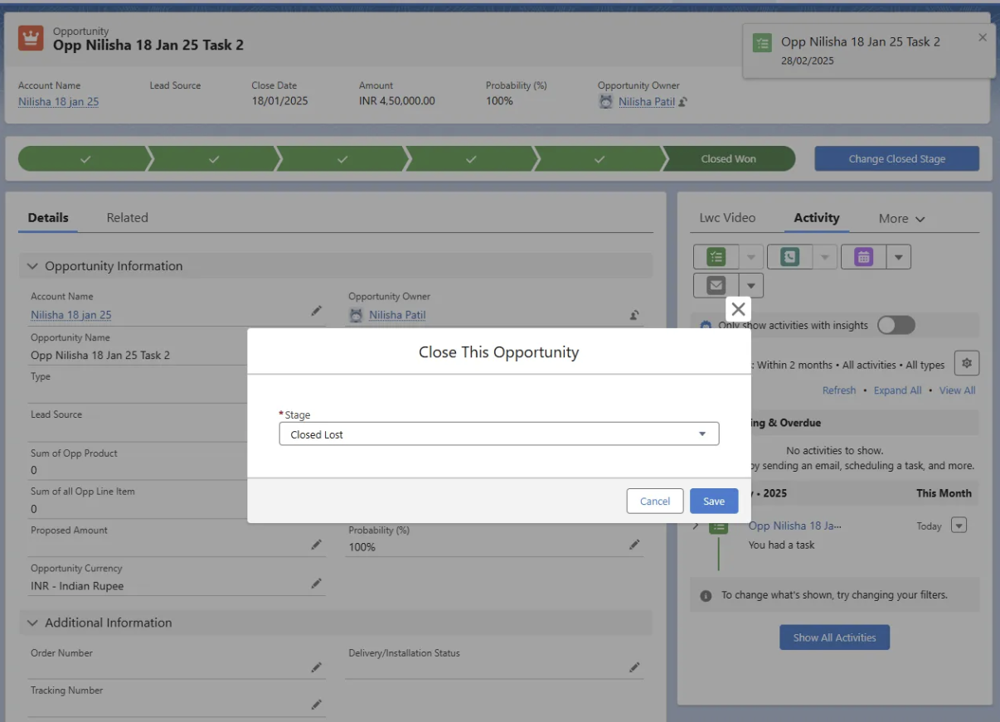 Opportunity
Opp Nilisha 18 Jan 25 Task 2
Opp Nilisha 18 Jan 25 Task 2
28/02/2025
Account Name
Nilisha 18 jan 25
Lead Source
Close Date
18/01/2025
Amount
INR 4,50,000.00
Probability (%)
100%
Opportunity Owner
Nilisha Patil
Closed Won
Change Closed Stage
Details
Related
Opportunity Information
Account Name
Nilisha 18 jan 25
Opportunity Owner
Nilisha Patil
Opportunity Name
Opp Nilisha 18 Jan 25 Task 2
Type
Lead Source
Sum of Opp Product
0
Sum of all Opp Line Item
0
Proposed Amount
Probability (%)
100%
Opportunity Currency
INR - Indian Rupee
Additional Information
Order Number
Delivery/Installation Status
Tracking Number
Close This Opportunity
*Stage
Closed Lost
Cancel
Save
Lwc Video
Activity
More
Only show activities with insights
: Within 2 months • All activities • All types
Refresh • Expand All • View All
ing & Overdue
No activities to show.
by sending an email, scheduling a task, and more.
• 2025
This Month
Opp Nilisha 18 Ja...
Today
You had a task
To change what's shown, try changing your filters.
Show All Activities